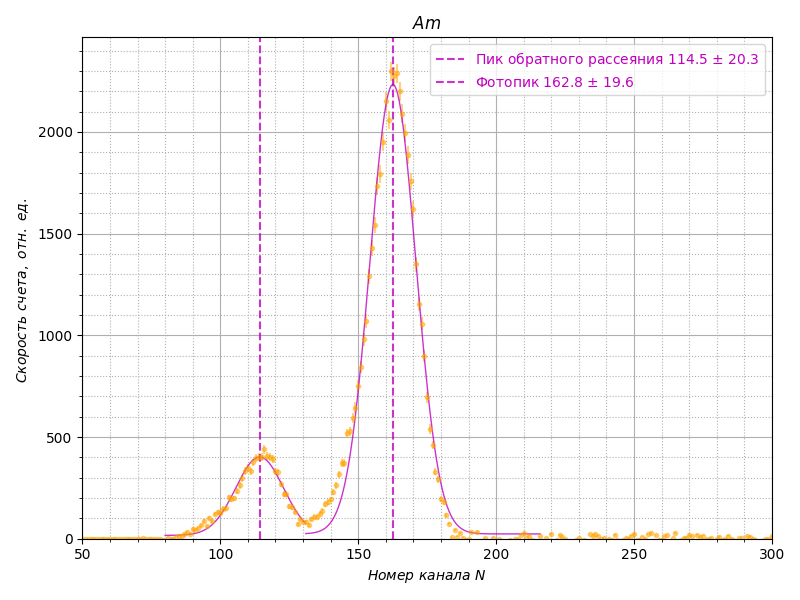 Am
Пик обратного рассеяния 114.5 ± 20.3
Фотопик 162.8 ± 19.6
Скорость счета, отн. ед.
2000
1500
1000
500
0
50 100 150 200 250 300
Номер канала N